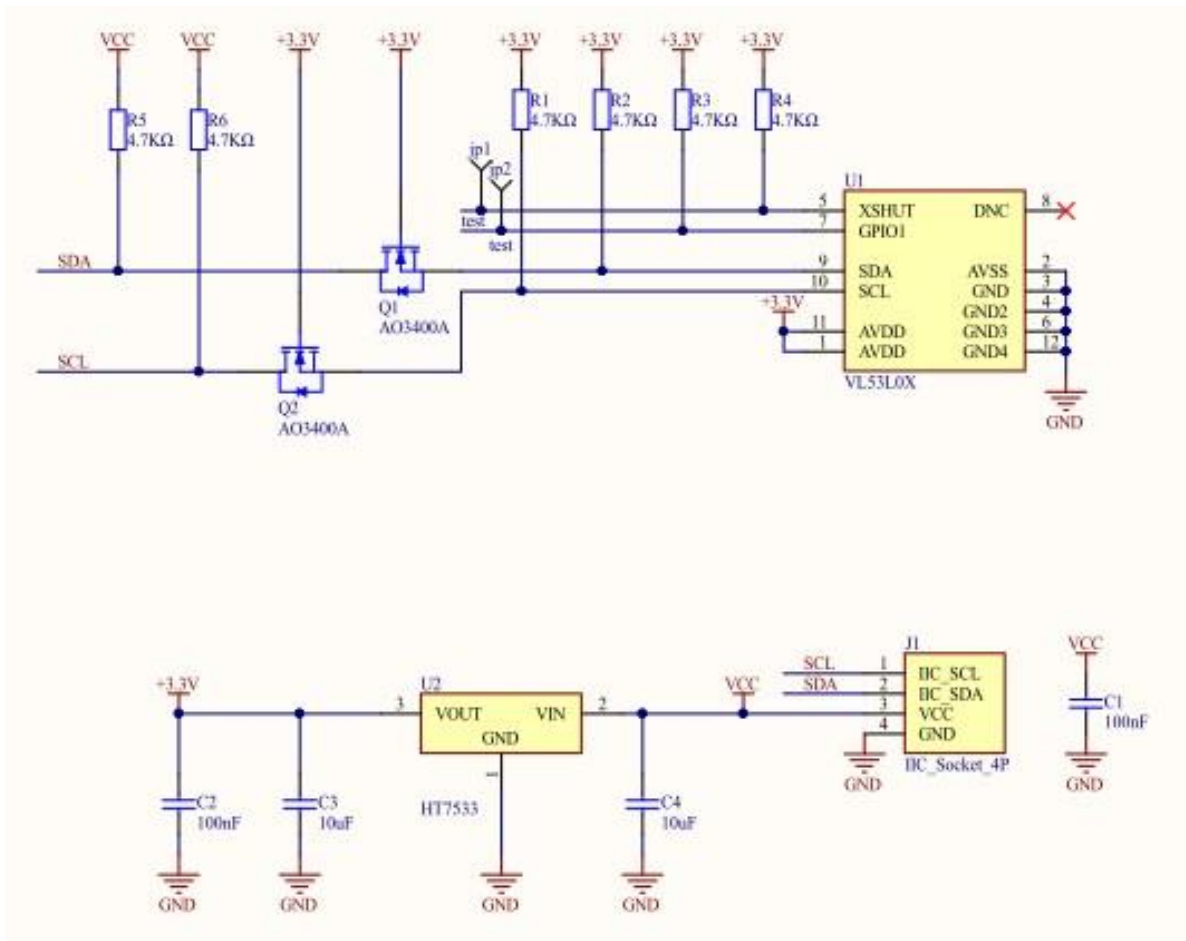 VCC VCC +3.3V +3.3V +3.3V +3.3V +3.3V +3.3V
R5 4.7KΩ
R6 4.7KΩ
R1 4.7KΩ
R2 4.7KΩ
R3 4.7KΩ
R4 4.7KΩ
jp1
jp2
test
test
U1
5 XSHUT DNC 8
7 GPIO1
SDA
9 SDA AVSS 2
10 SCL GND 3
+3.3V
GND2 4
11 AVDD GND3 6
1 AVDD GND4 12
VL53L0X
GND
Q1
AO3400A
SCL
Q2
AO3400A
J1
SCL 1 IIC_SCL
SDA 2 IIC_SDA
3 VCC
4 GND
IIC_Socket_4P
GND
VCC
C1
100nF
GND
+3.3V
U2
3 VOUT VIN 2
GND
1
HT7533
VCC
C2
100nF
C3
10uF
C4
10uF
GND GND GND GND